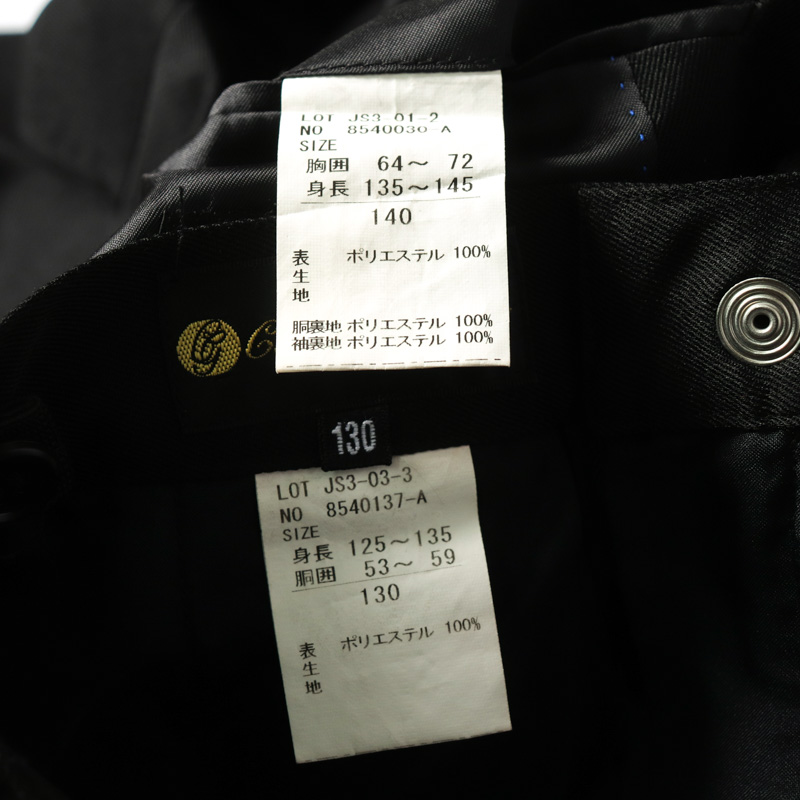 LOT JS3-01-2
NO 8540036-A
SIZE
胸囲 64～ 72
身長 135～145
140
表生地 ポリエステル 100%
胴裏地 ポリエステル 100%
袖裏地 ポリエステル 100%
130
LOT JS3-03-3
NO 8540137-A
SIZE
身長 125～135
胴囲 53～ 59
130
表生地 ポリエステル 100%